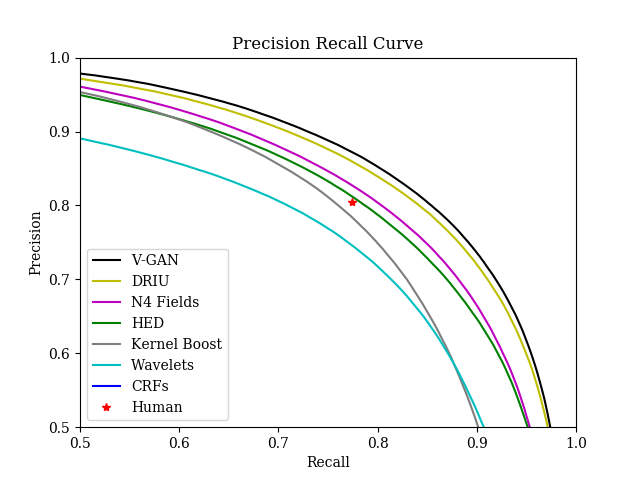 Precision Recall Curve
1.0
0.9
0.8
0.7
0.6
0.5
Precision
V-GAN
DRIU
N4 Fields
HED
Kernel Boost
Wavelets
CRFs
Human
0.5 0.6 0.7 0.8 0.9 1.0
Recall